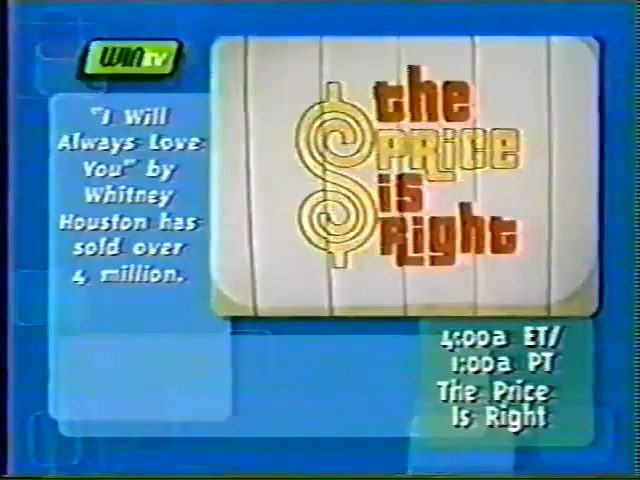 WIN TV
"I Will
Always Love
You" by
Whitney
Houston has
sold over
4 million.
the
PRice
is
Right
4:00a ET/
1:00a PT
The Price
Is Right